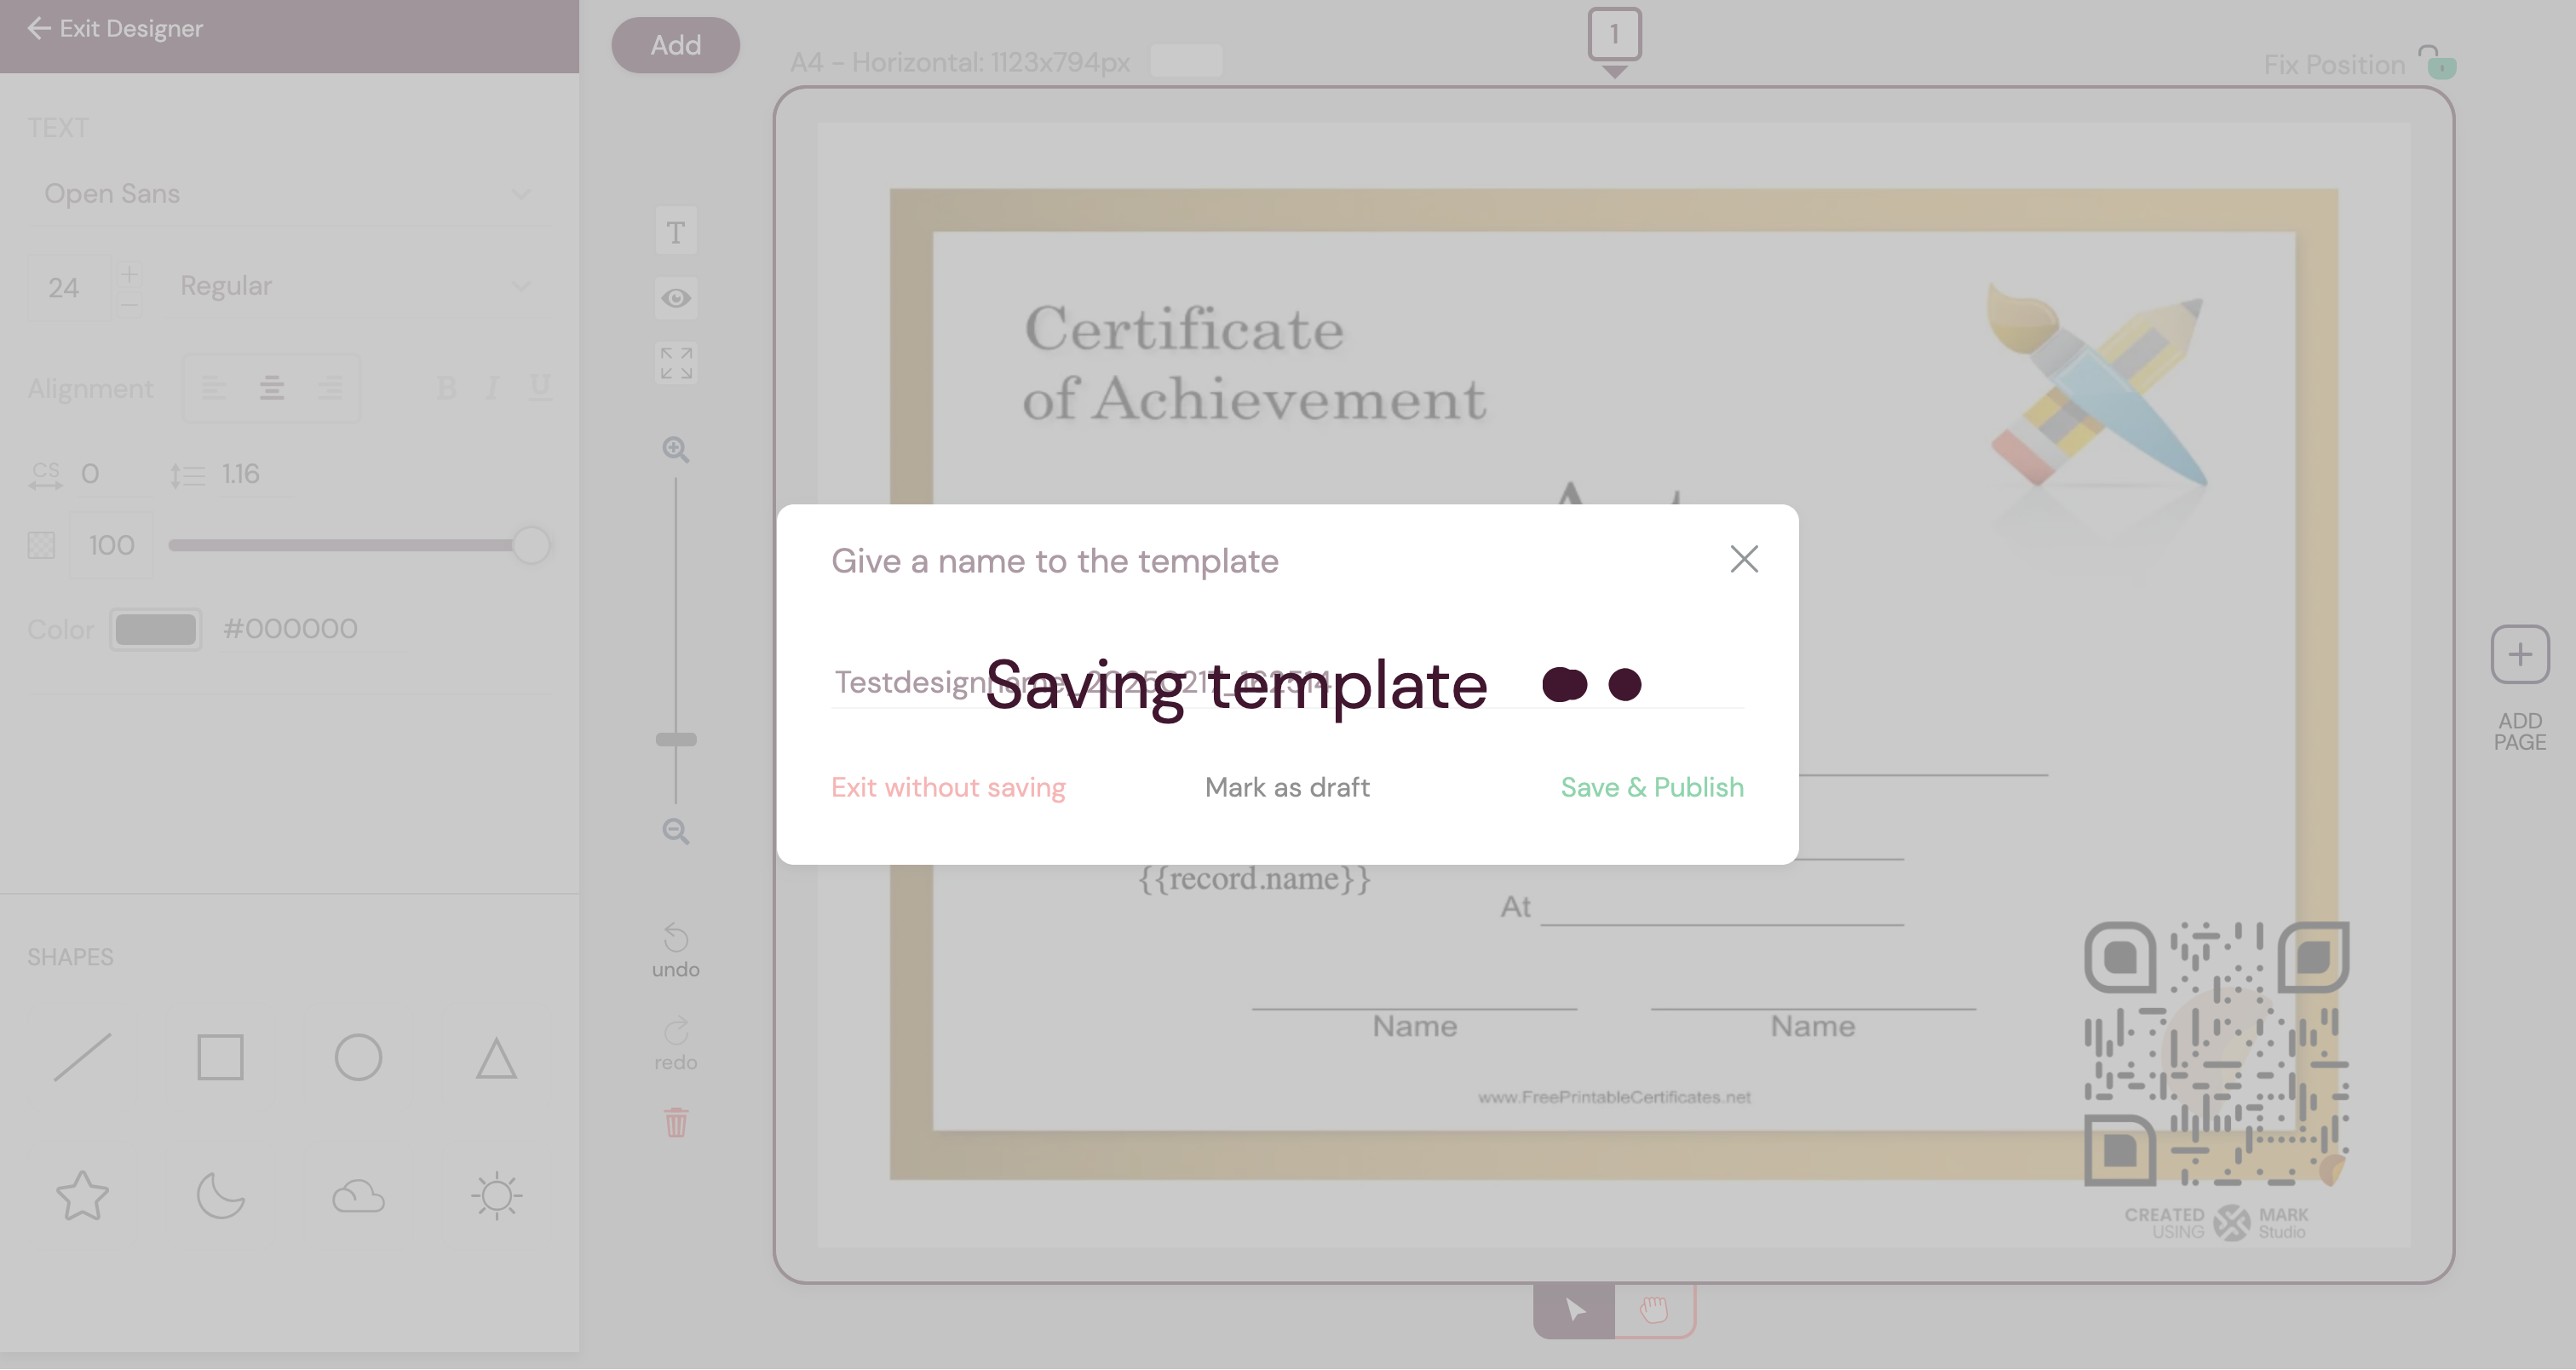 Exit Designer
Add
A4 - Horizontal: 1123x794px
1
Fix Position
TEXT
Open Sans
24
Regular
Alignment
B I U
CS
0
1.16
100
Color
#000000
T
Certificate
of Achievement
Give a name to the template
Testdesignname_20250217_162514
Saving template
Exit without saving
Mark as draft
Save & Publish
ADD
PAGE
{{record.name}}
At
undo
redo
SHAPES
Name
Name
www.FreePrintableCertificates.net
CREATED
USING
MARK
Studio